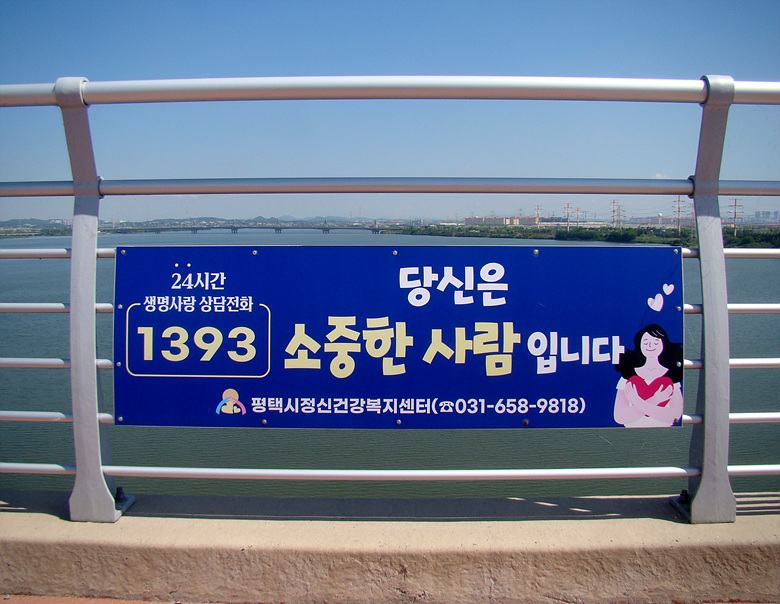 24시간
생명사랑 상담전화
1393
당신은
소중한 사람 입니다
평택시정신건강복지센터(☎031-658-9818)